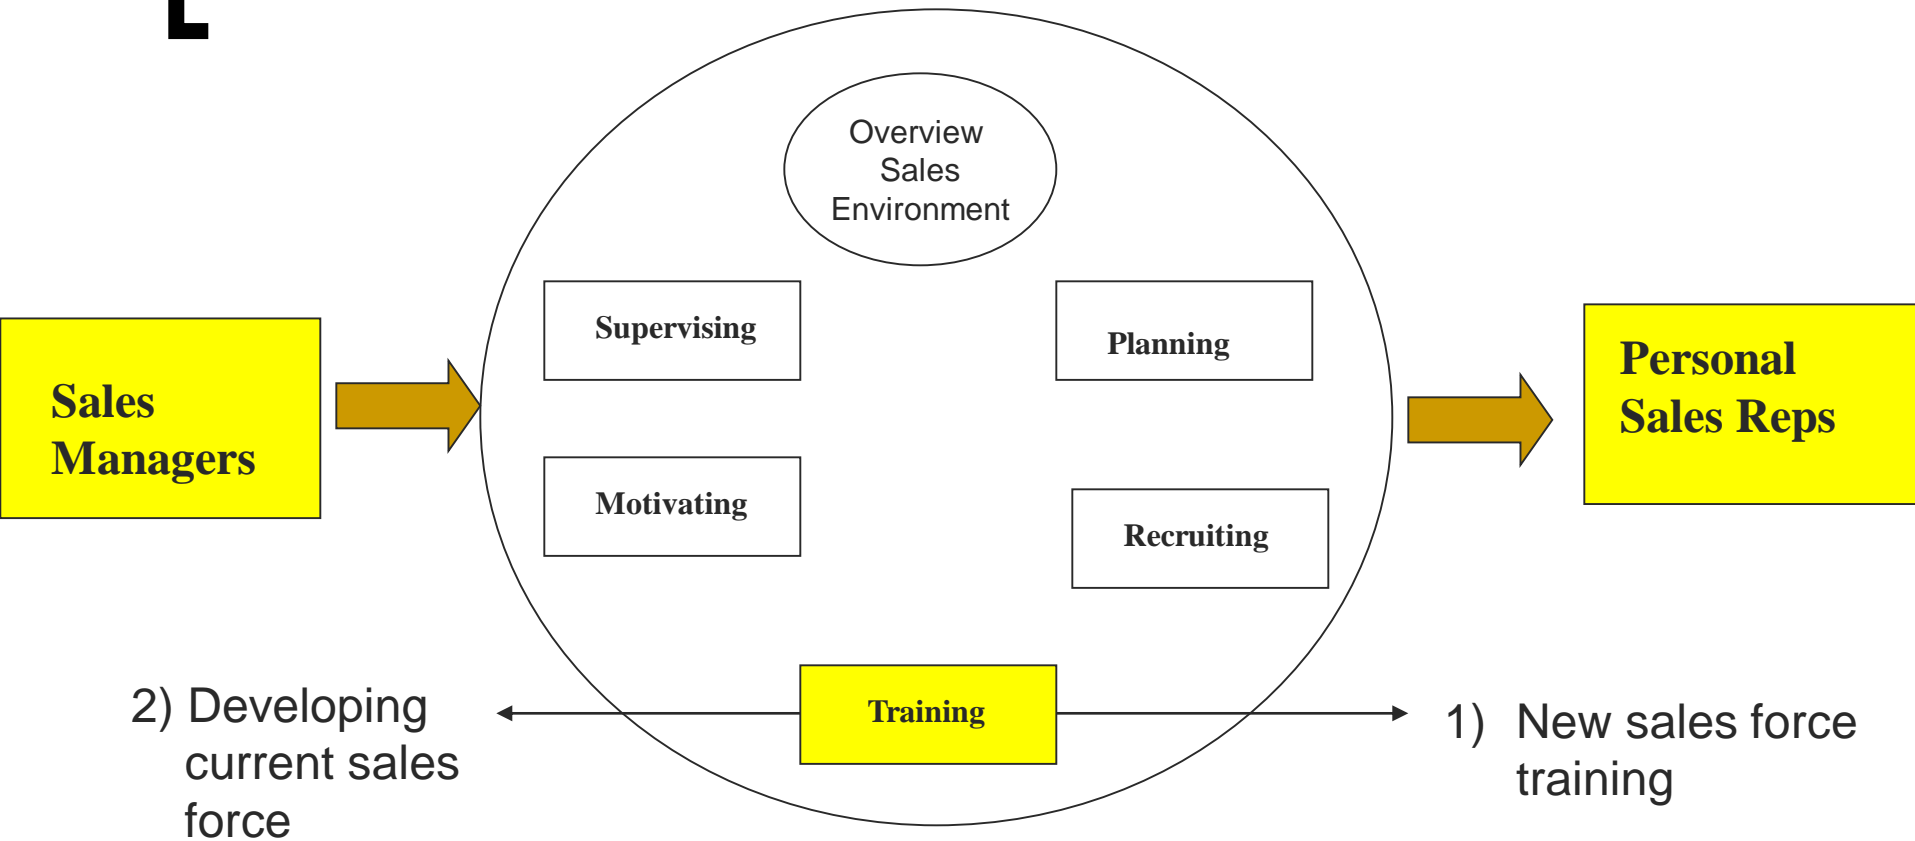 Overview
Sales
Environment
Supervising
Planning
Sales
Managers
Personal
Sales Reps
Motivating
Recruiting
Training
2) Developing
current sales
force
1) New sales force
training